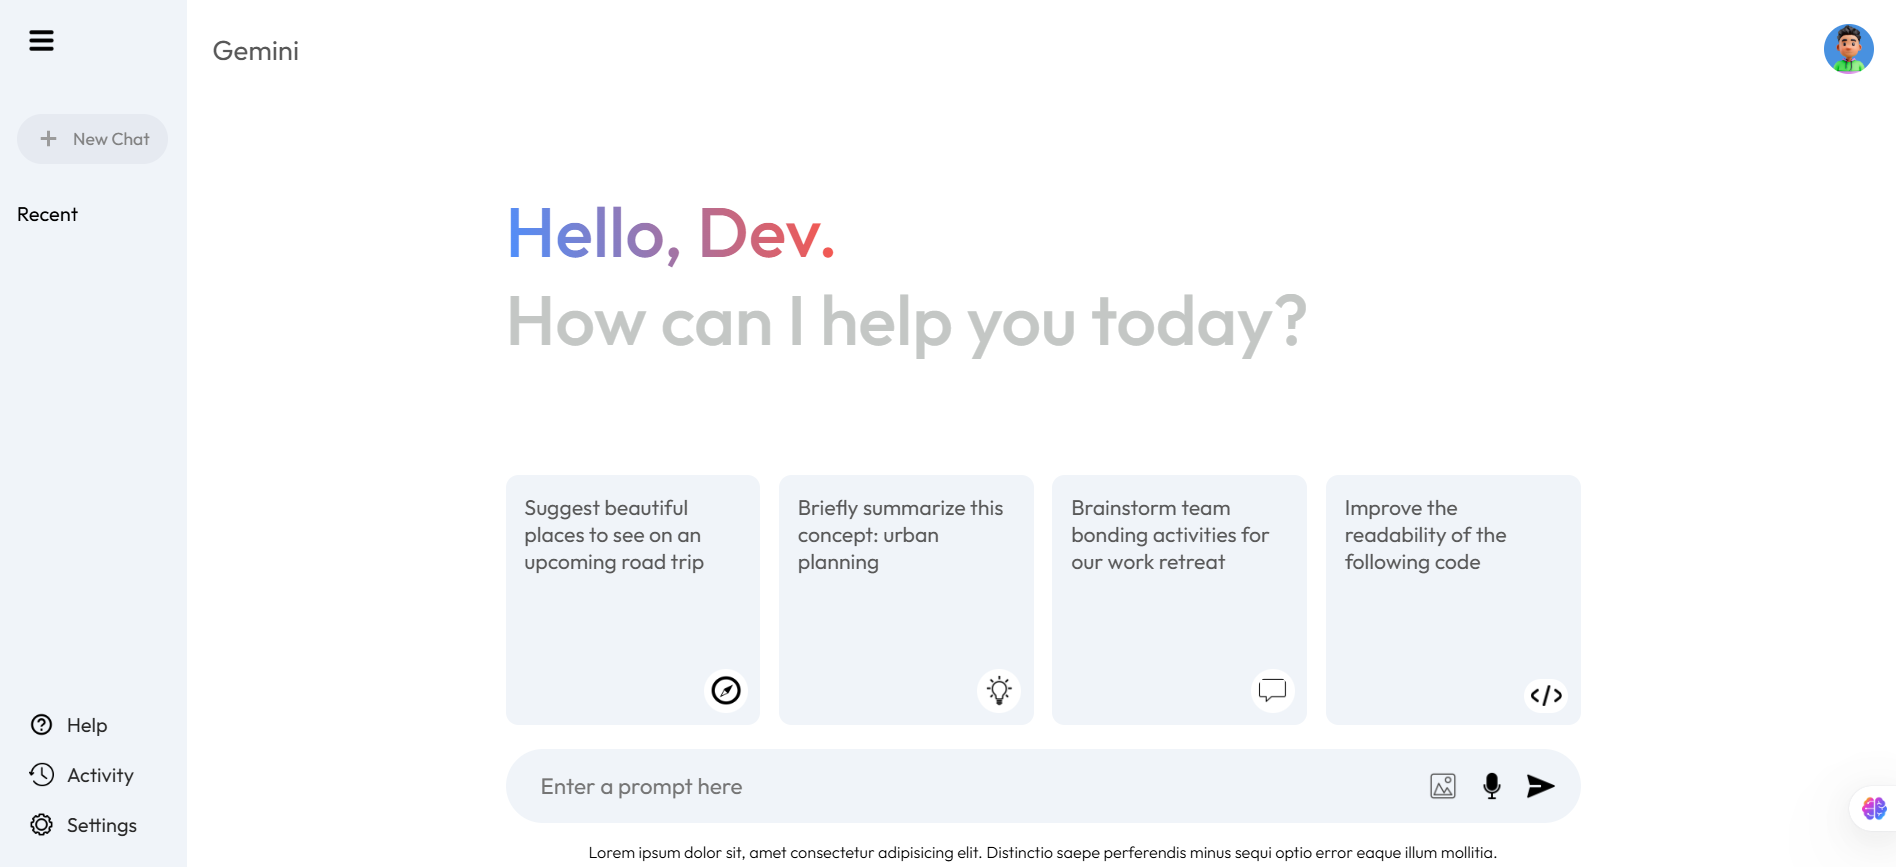 Gemini
New Chat
Recent
Hello, Dev.
How can I help you today?
Suggest beautiful
places to see on an
upcoming road trip
Briefly summarize this
concept: urban
planning
Brainstorm team
bonding activities for
our work retreat
Improve the
readability of the
following code
</>
Help
Activity
Settings
Enter a prompt here
Lorem ipsum dolor sit, amet consectetur adipisicing elit. Distinctio saepe perferendis minus sequi optio error eaque illum mollitia.